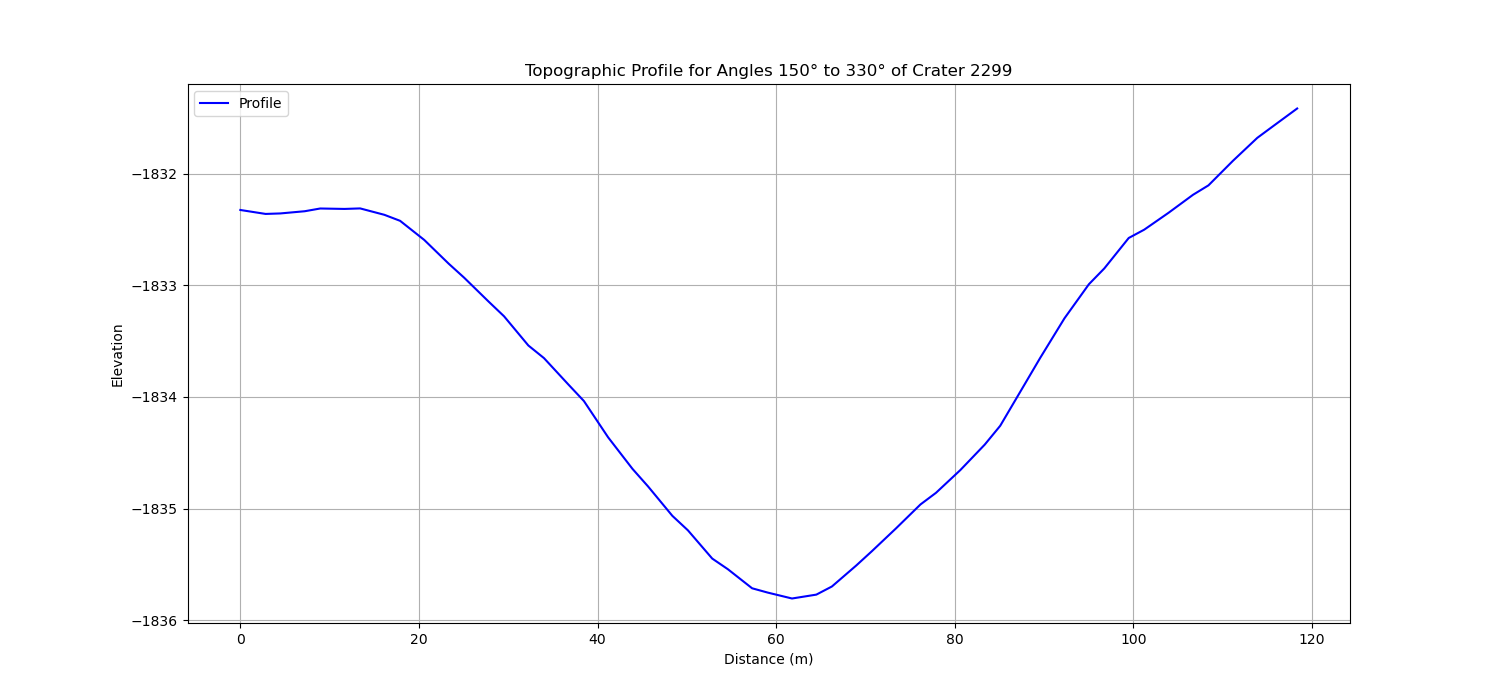 Topographic Profile for Angles 150° to 330° of Crater 2299
Profile
Elevation
−1832
−1833
−1834
−1835
−1836
0 20 40 60 80 100 120
Distance (m)